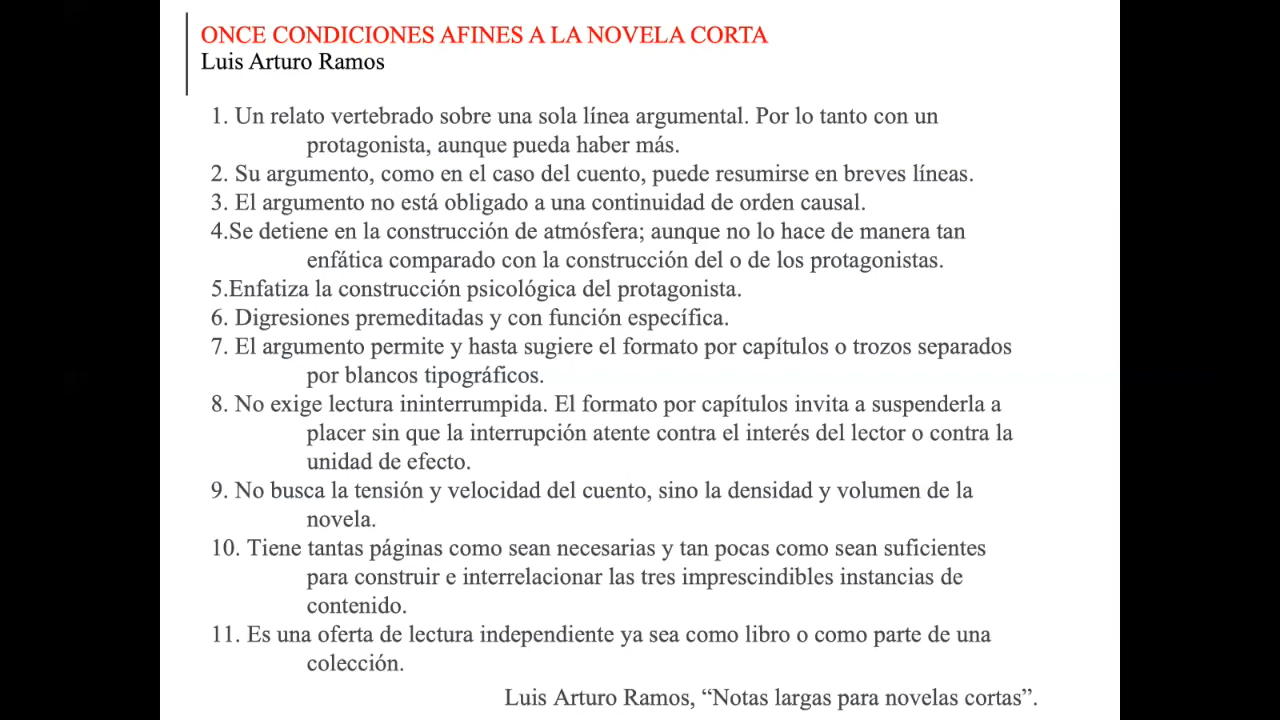 ONCE CONDICIONES AFINES A LA NOVELA CORTA
Luis Arturo Ramos
1. Un relato vertebrado sobre una sola línea argumental. Por lo tanto con un
protagonista, aunque pueda haber más.
2. Su argumento, como en el caso del cuento, puede resumirse en breves líneas.
3. El argumento no está obligado a una continuidad de orden causal.
4.Se detiene en la construcción de atmósfera; aunque no lo hace de manera tan
enfática comparado con la construcción del o de los protagonistas.
5.Enfatiza la construcción psicológica del protagonista.
6. Digresiones premeditadas y con función específica.
7. El argumento permite y hasta sugiere el formato por capítulos o trozos separados
por blancos tipográficos.
8. No exige lectura ininterrumpida. El formato por capítulos invita a suspenderla a
placer sin que la interrupción atente contra el interés del lector o contra la
unidad de efecto.
9. No busca la tensión y velocidad del cuento, sino la densidad y volumen de la
novela.
10. Tiene tantas páginas como sean necesarias y tan pocas como sean suficientes
para construir e interrelacionar las tres imprescindibles instancias de
contenido.
11. Es una oferta de lectura independiente ya sea como libro o como parte de una
colección.
Luis Arturo Ramos, “Notas largas para novelas cortas”.